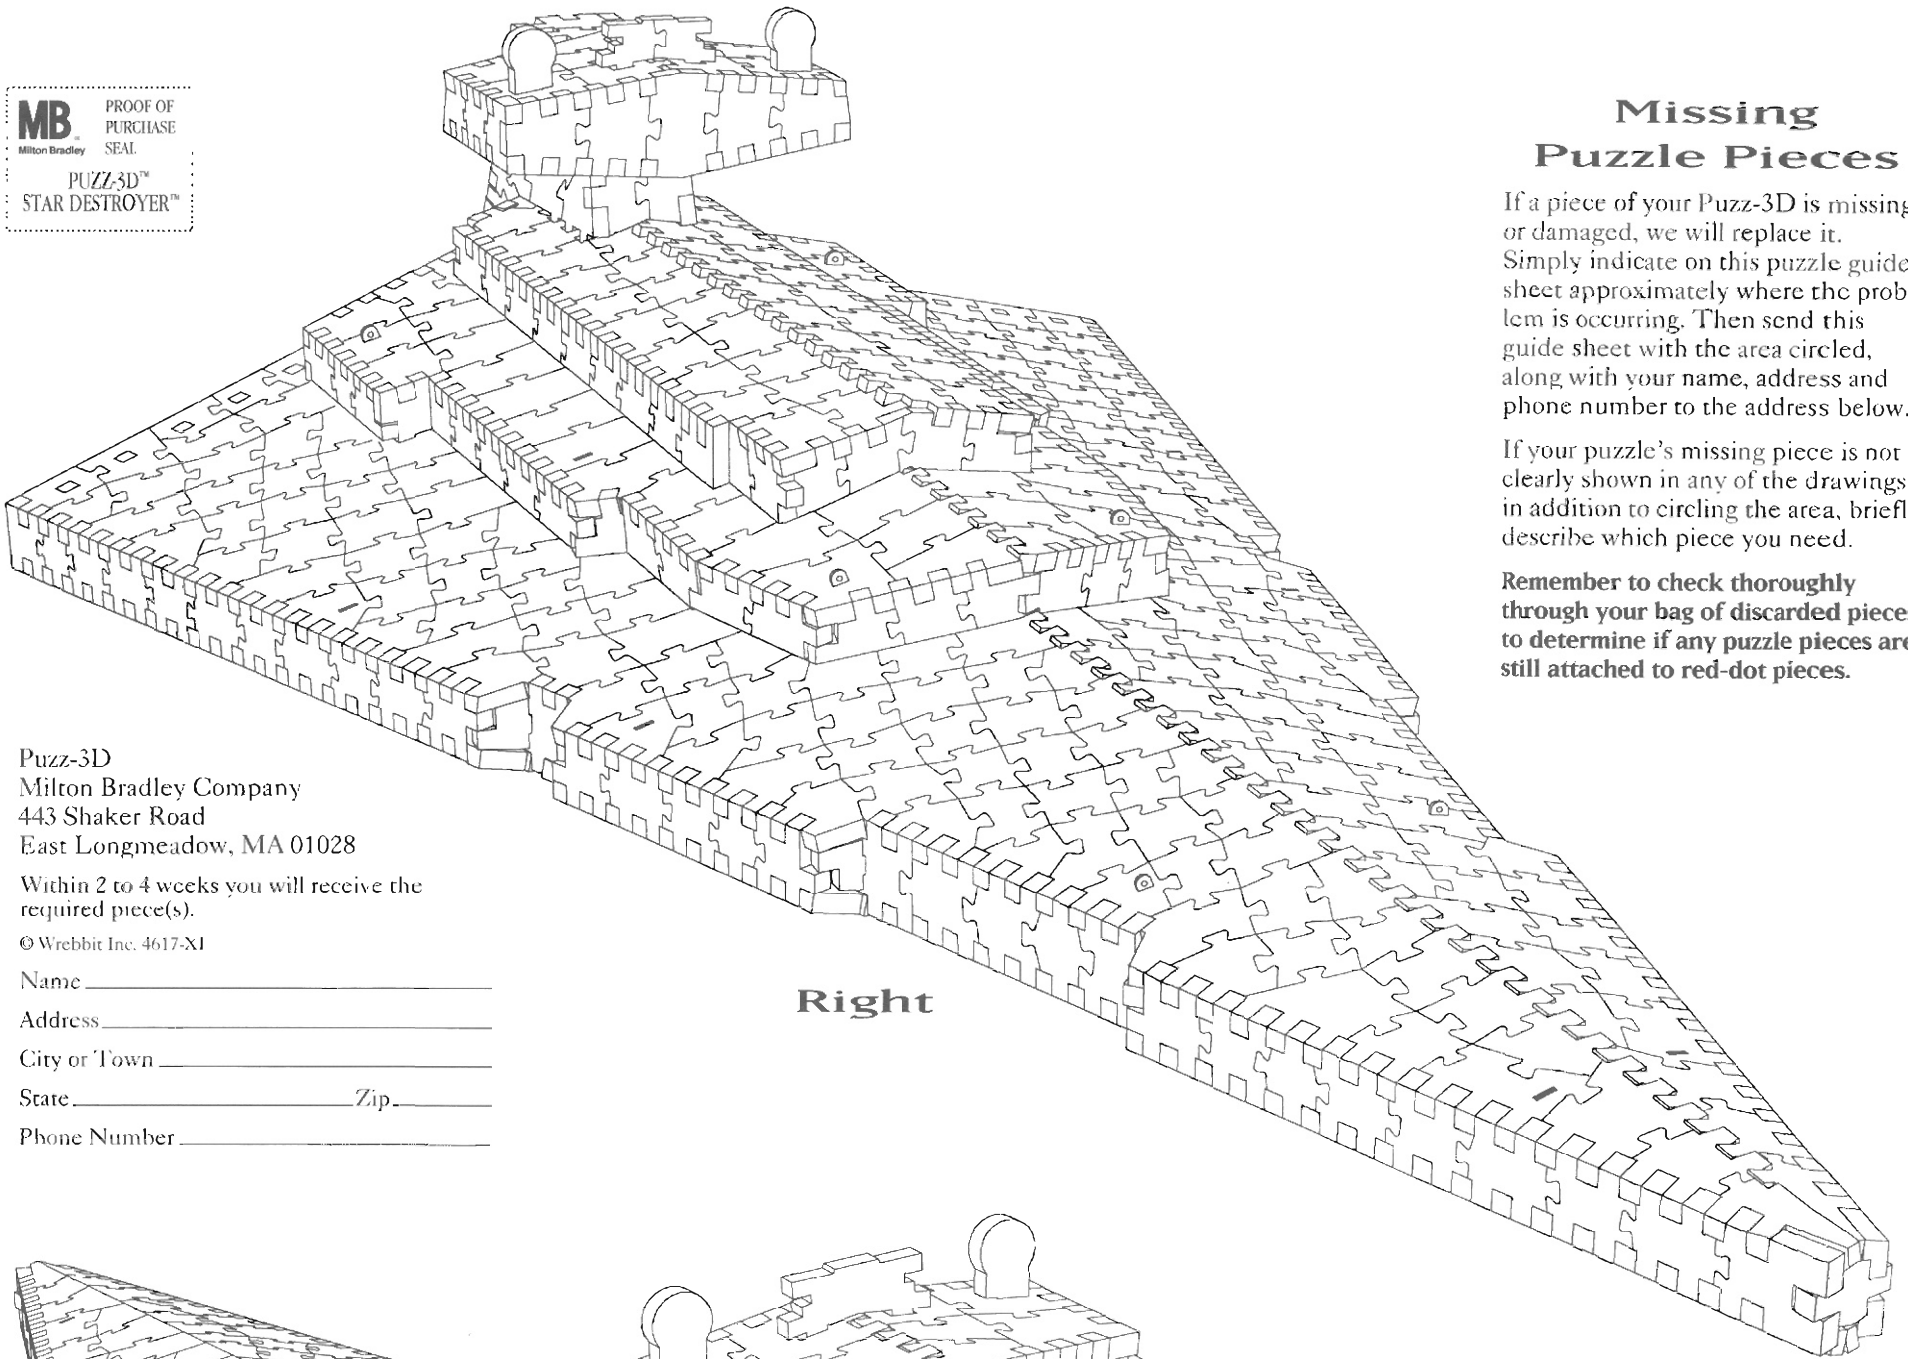 MB
Milton Bradley
PROOF OF
PURCHASE
SEAL
PUZZ-3D™
STAR DESTROYER™
Missing
Puzzle Pieces
If a piece of your Puzz-3D is missing
or damaged, we will replace it.
Simply indicate on this puzzle guide
sheet approximately where the prob
lem is occurring. Then send this
guide sheet with the area circled,
along with your name, address and
phone number to the address below.
If your puzzle's missing piece is not
clearly shown in any of the drawings
in addition to circling the area, briefl
describe which piece you need.
Remember to check thoroughly
through your bag of discarded piece
to determine if any puzzle pieces are
still attached to red-dot pieces.
Puzz-3D
Milton Bradley Company
443 Shaker Road
East Longmeadow, MA 01028
Within 2 to 4 weeks you will receive the
required piece(s).
© Wrebbit Inc. 4617-XI
Name
Address
City or Town
State Zip
Phone Number
Right